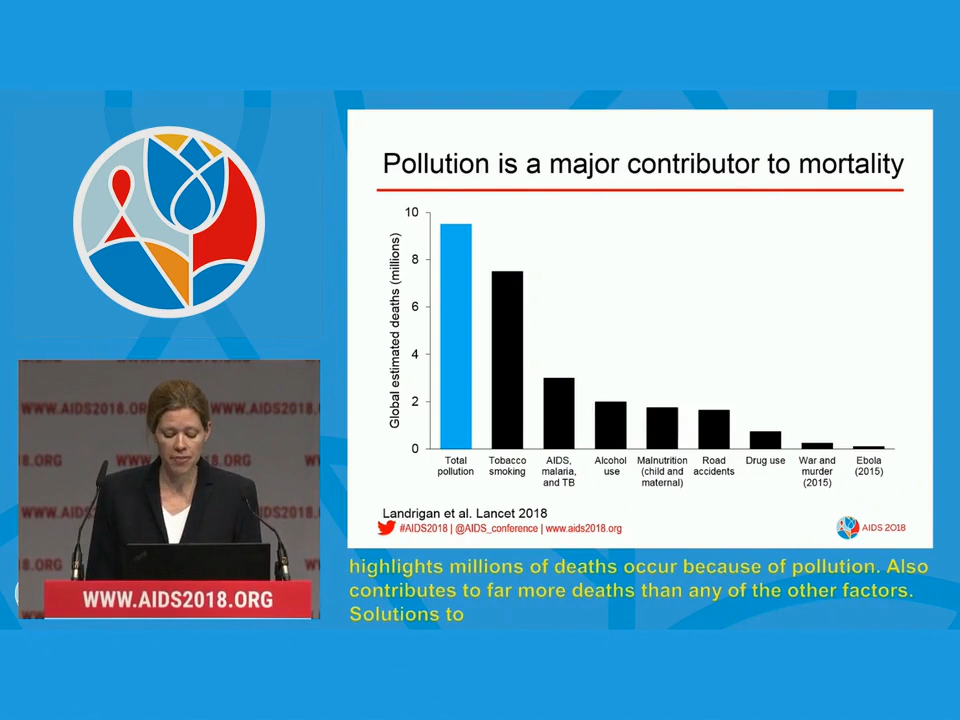 Pollution is a major contributor to mortality
Global estimated deaths (millions)
10
8
6
4
2
0
Total pollution
Tobacco smoking
AIDS, malaria, and TB
Alcohol use
Malnutrition (child and maternal)
Road accidents
Drug use
War and murder (2015)
Ebola (2015)
Landrigan et al. Lancet 2018
#AIDS2018 | @AIDS_conference | www.aids2018.org
AIDS 2018
WWW.AIDS2018.ORG
WWW.AIDS2018.ORG
WWW.AIDS2018.ORG
highlights millions of deaths occur because of pollution. Also
contributes to far more deaths than any of the other factors.
Solutions to